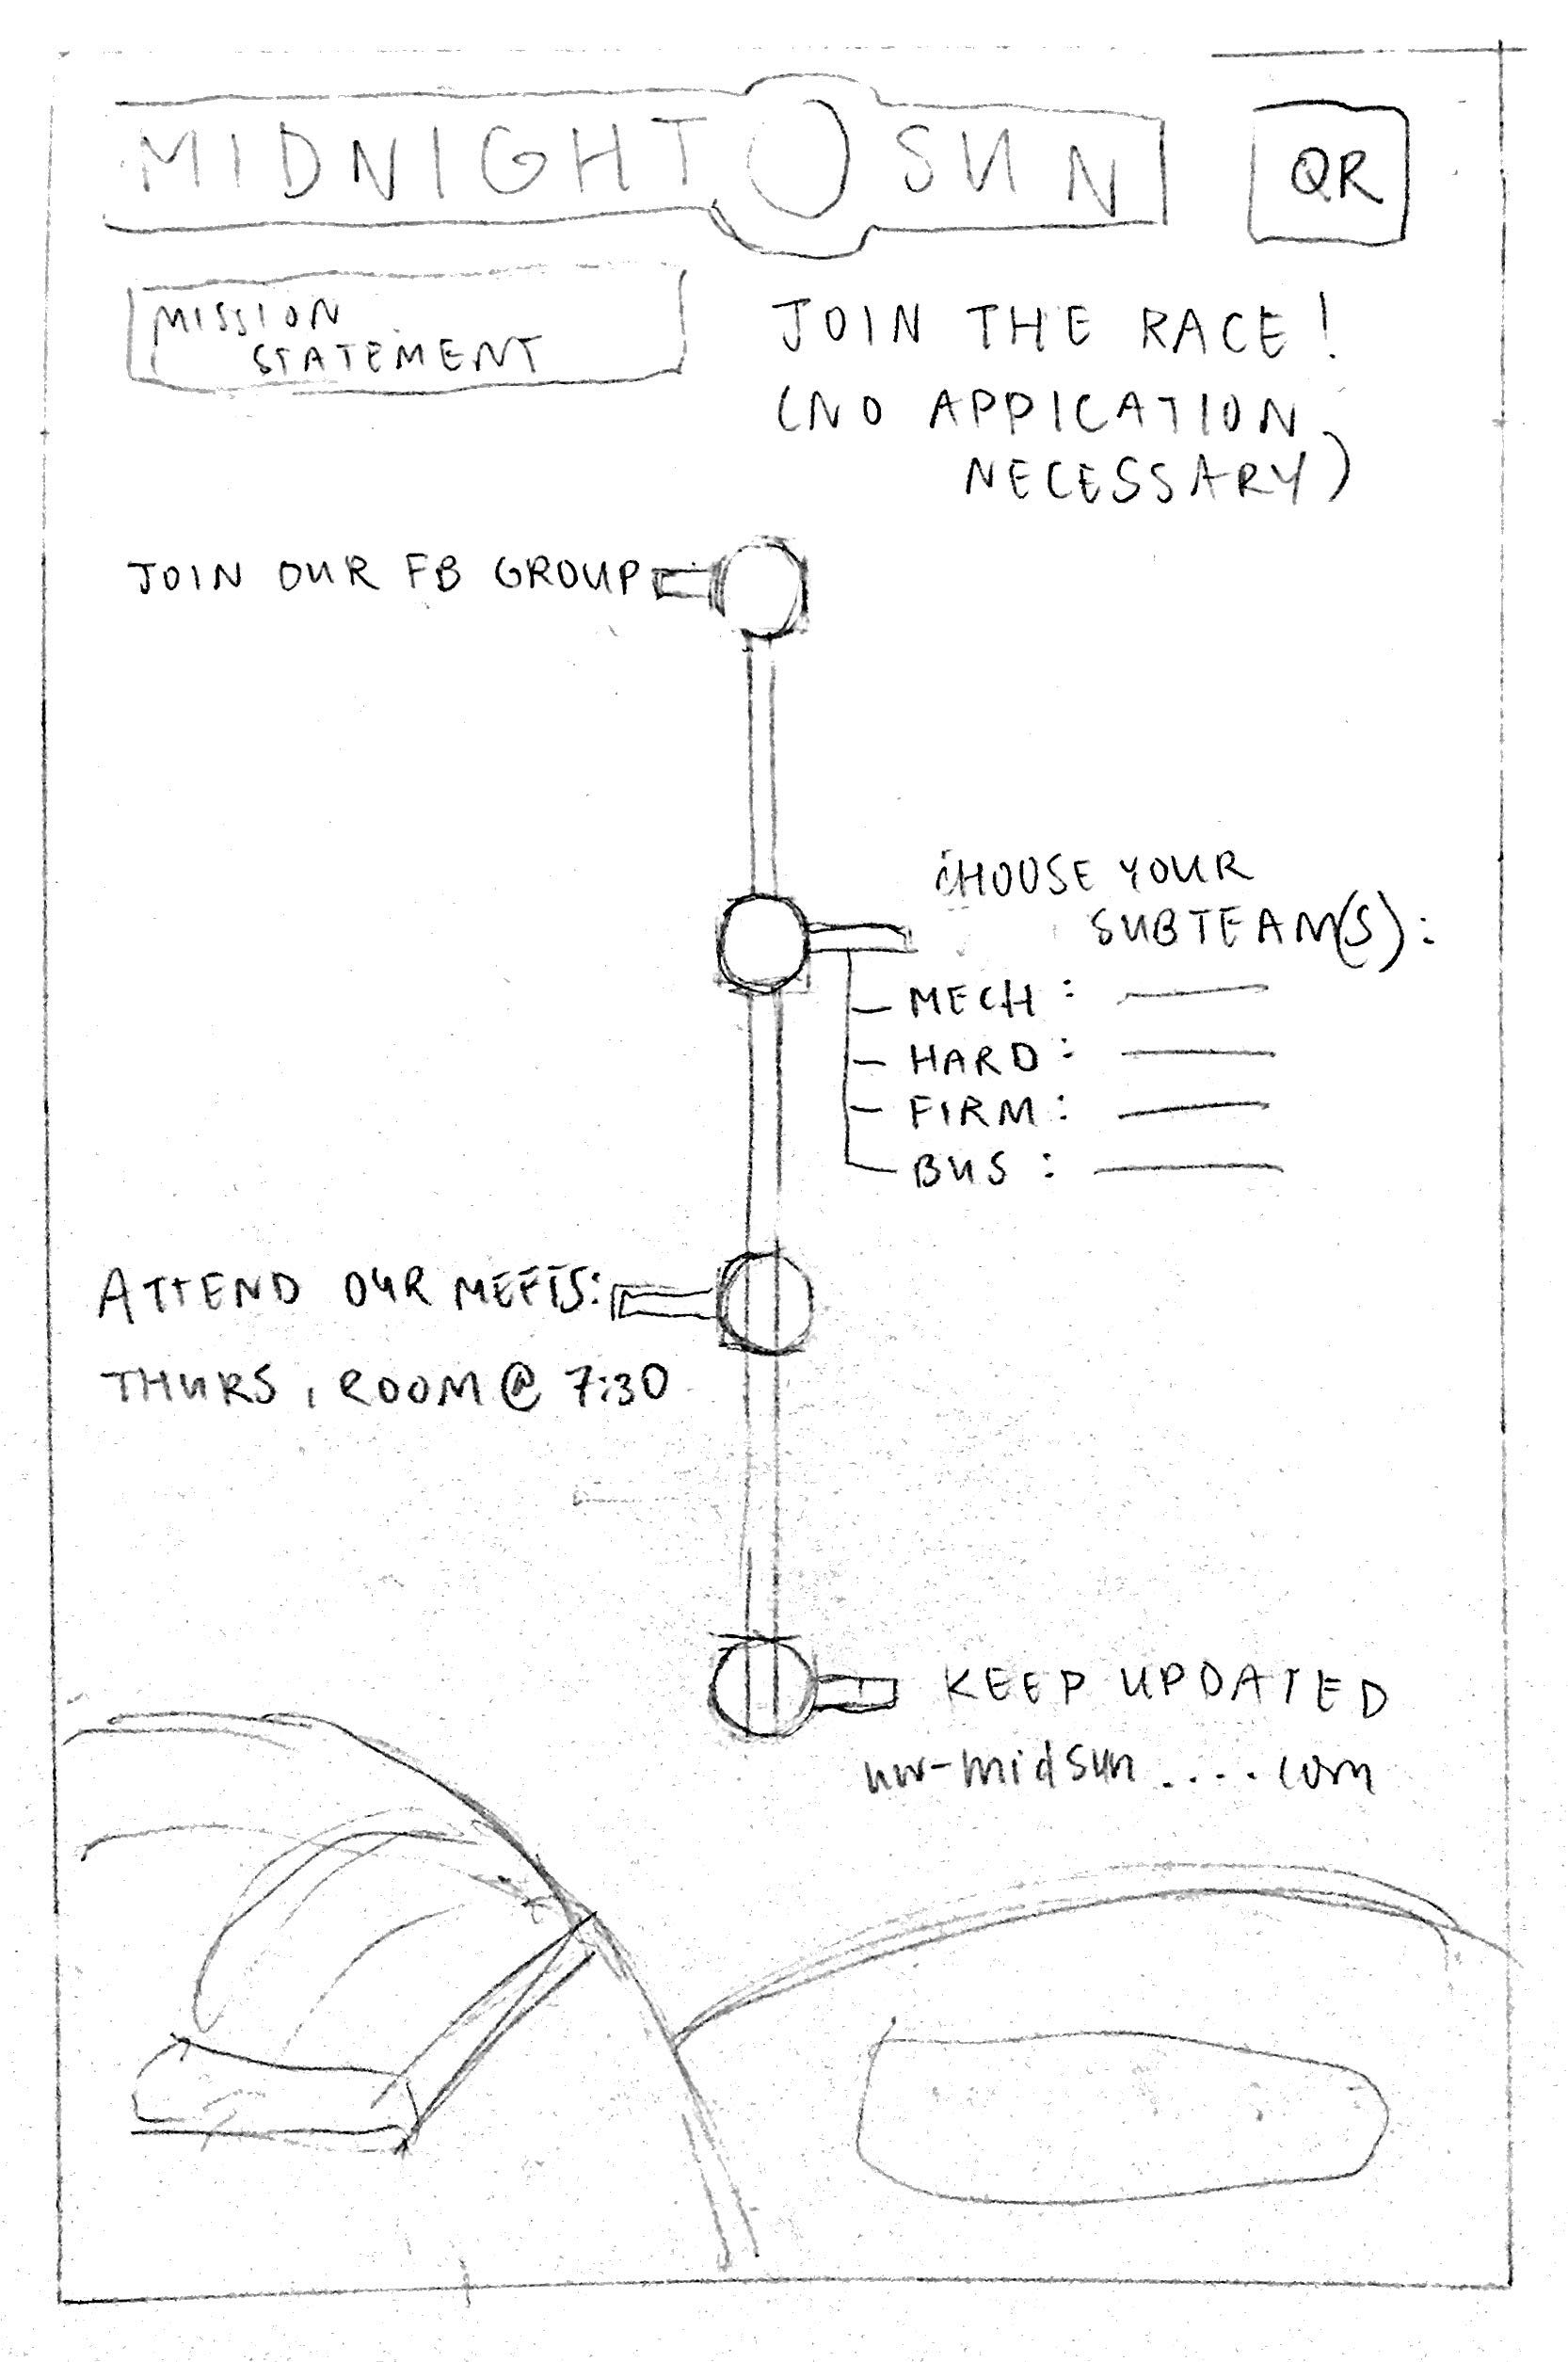 MIDNIGHT SUN
QR
MISSION
STATEMENT
JOIN THE RACE!
(NO APPICATION
NECESSARY)
JOIN OUR FB GROUP
CHOOSE YOUR
SUBTEAM(S):
- MECH:
- HARD:
- FIRM:
- BUS:
ATTEND OUR MEETS:
THURS, ROOM @ 7:30
KEEP UPDATED
uw-midsun....com